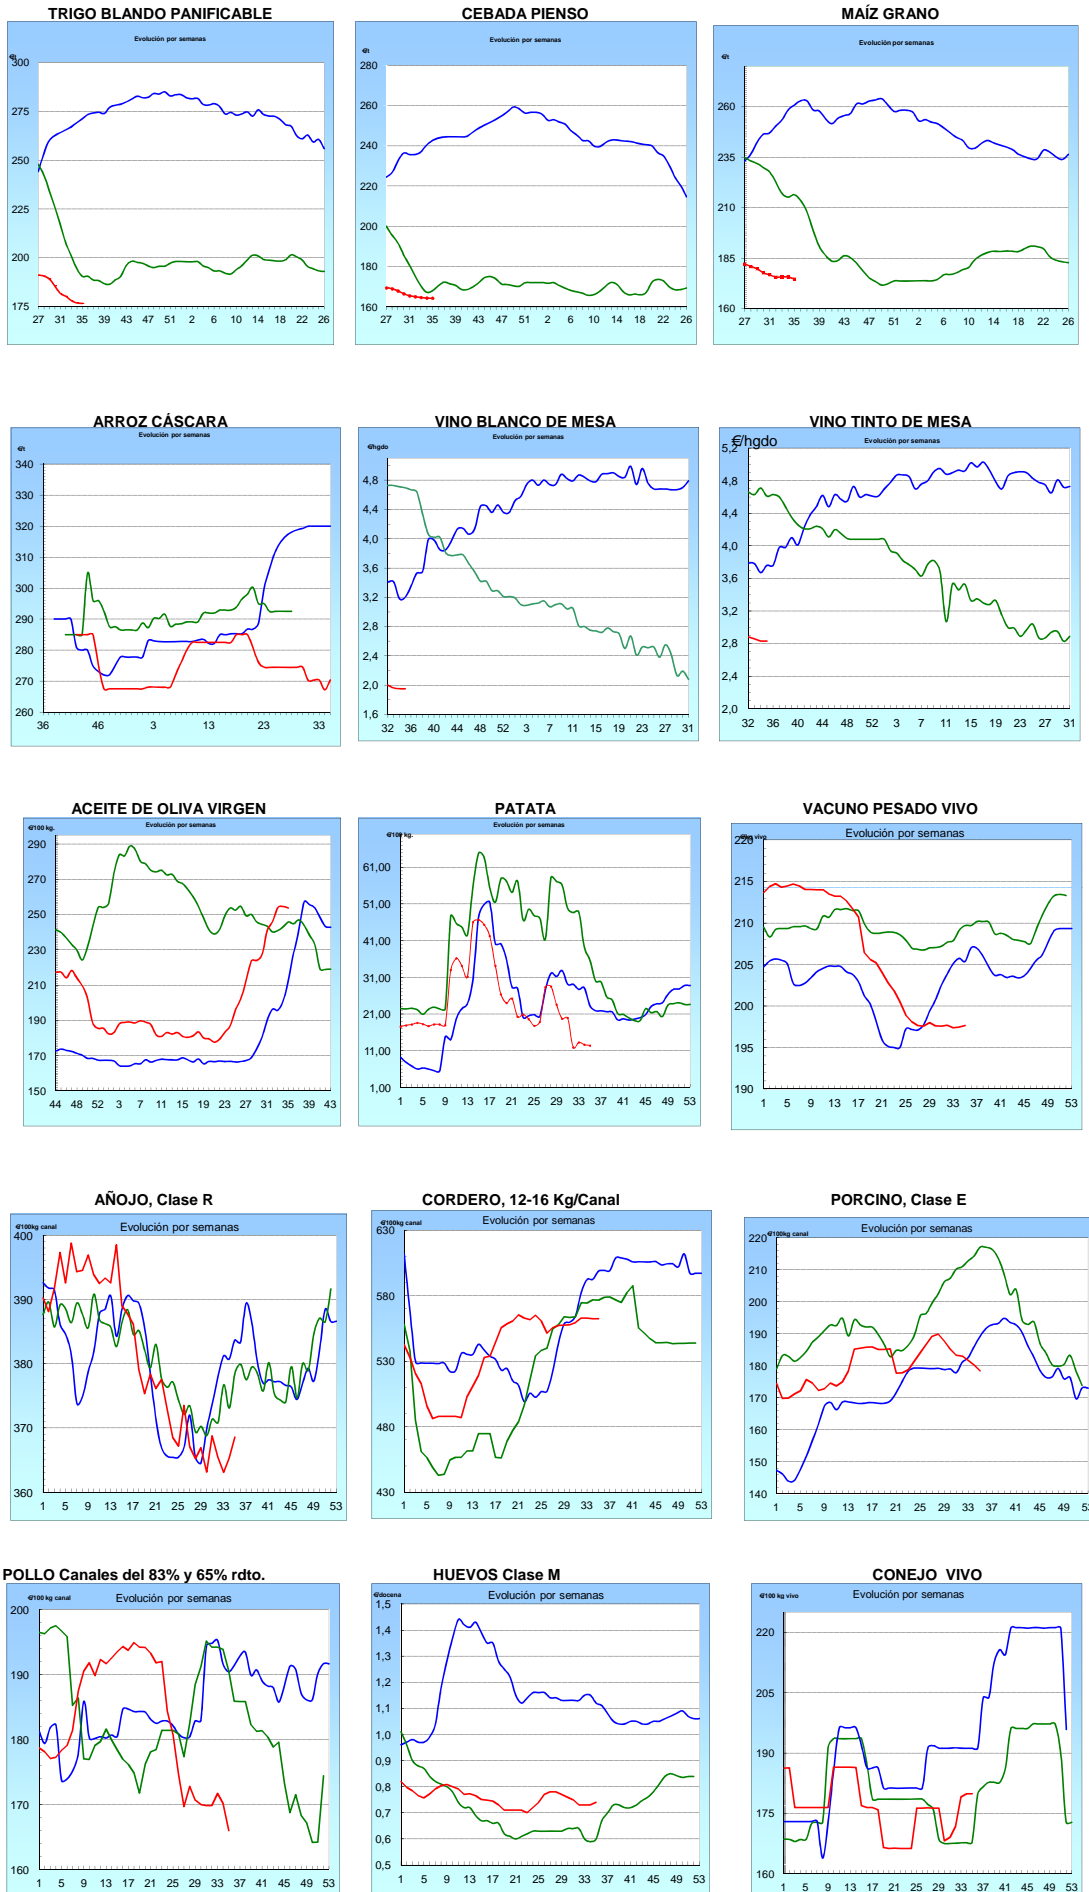 TRIGO BLANDO PANIFICABLE
Evolución por semanas
€/t
300
275
250
225
200
175
27 31 35 39 43 47 51 2 6 10 14 18 22 26
CEBADA PIENSO
Evolución por semanas
€/t
280
260
240
220
200
180
160
27 31 35 39 43 47 51 2 6 10 14 18 22 26
MAÍZ GRANO
Evolución por semanas
€/t
260
235
210
185
160
27 31 35 39 43 47 51 2 6 10 14 18 22 26
ARROZ CÁSCARA
Evolución por semanas
€/t
340
330
320
310
300
290
280
270
260
36 46 3 13 23 33
VINO BLANCO DE MESA
Evolución por semanas
€/hgdo
4,8
4,4
4,0
3,6
3,2
2,8
2,4
2,0
1,6
32 36 40 44 48 52 3 7 11 15 19 23 27 31
VINO TINTO DE MESA
Evolución por semanas
€/hgdo
5,2
4,8
4,4
4,0
3,6
3,2
2,8
2,4
2,0
32 36 40 44 48 52 3 7 11 15 19 23 27 31
ACEITE DE OLIVA VIRGEN
Evolución por semanas
€/100 kg.
290
270
250
230
210
190
170
150
44 48 52 3 7 11 15 19 23 27 31 35 39 43
PATATA
Evolución por semanas
€/100 kg.
61,00
51,00
41,00
31,00
21,00
11,00
1,00
1 5 9 13 17 21 25 29 33 37 41 45 49 53
VACUNO PESADO VIVO
Evolución por semanas
220
215
210
205
200
195
190
1 5 9 13 17 21 25 29 33 37 41 45 49 53
AÑOJO, Clase R
€/100kg canal
Evolución por semanas
400
390
380
370
360
1 5 9 13 17 21 25 29 33 37 41 45 49 53
CORDERO, 12-16 Kg/Canal
€/100kg canal
Evolución por semanas
630
580
530
480
430
1 5 9 13 17 21 25 29 33 37 41 45 49 53
PORCINO, Clase E
Evolución por semanas
€/100kg canal
220
210
200
190
180
170
160
150
140
1 5 9 13 17 21 25 29 33 37 41 45 49
POLLO Canales del 83% y 65% rdto.
€/100 kg canal
Evolución por semanas
200
190
180
170
160
1 5 9 13 17 21 25 29 33 37 41 45 49 53
HUEVOS Clase M
€/docena
Evolución por semanas
1,5
1,4
1,3
1,2
1,1
1,0
0,9
0,8
0,7
0,6
0,5
1 5 9 13 17 21 25 29 33 37 41 45 49 53
CONEJO VIVO
€/100 kg vivo
Evolución por semanas
220
205
190
175
160
1 5 9 13 17 21 25 29 33 37 41 45 49 53